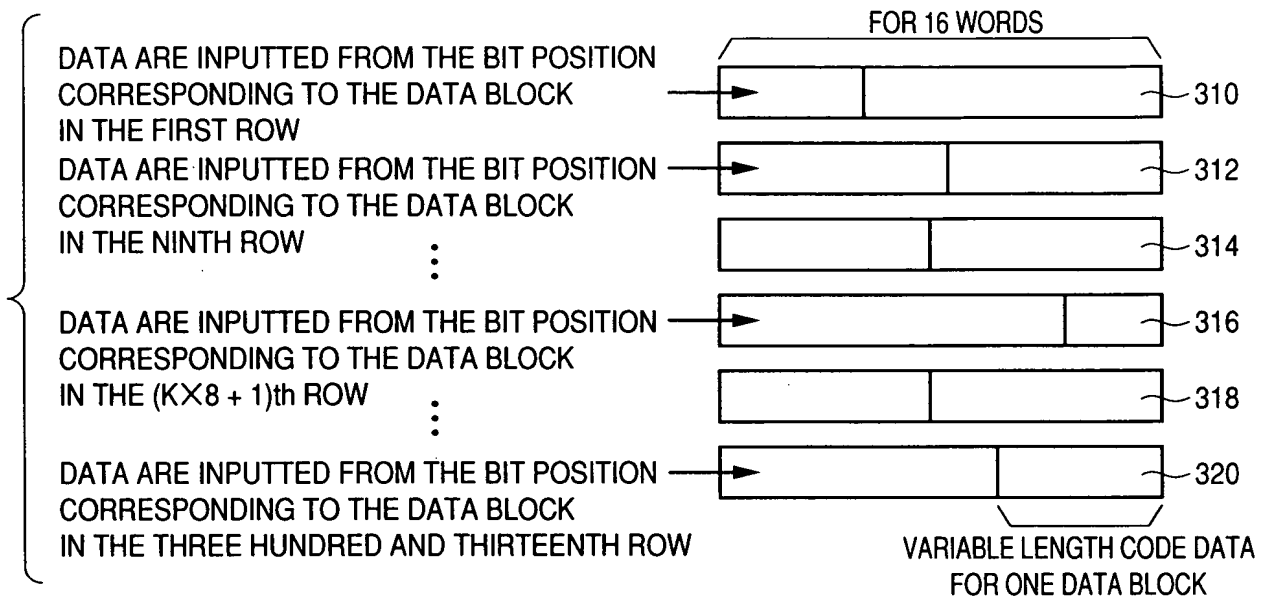 FOR 16 WORDS
DATA ARE INPUTTED FROM THE BIT POSITION
CORRESPONDING TO THE DATA BLOCK
IN THE FIRST ROW
310
DATA ARE INPUTTED FROM THE BIT POSITION
CORRESPONDING TO THE DATA BLOCK
IN THE NINTH ROW
312
314
DATA ARE INPUTTED FROM THE BIT POSITION
CORRESPONDING TO THE DATA BLOCK
IN THE (K×8 + 1)th ROW
316
318
DATA ARE INPUTTED FROM THE BIT POSITION
CORRESPONDING TO THE DATA BLOCK
IN THE THREE HUNDRED AND THIRTEENTH ROW
320
VARIABLE LENGTH CODE DATA
FOR ONE DATA BLOCK